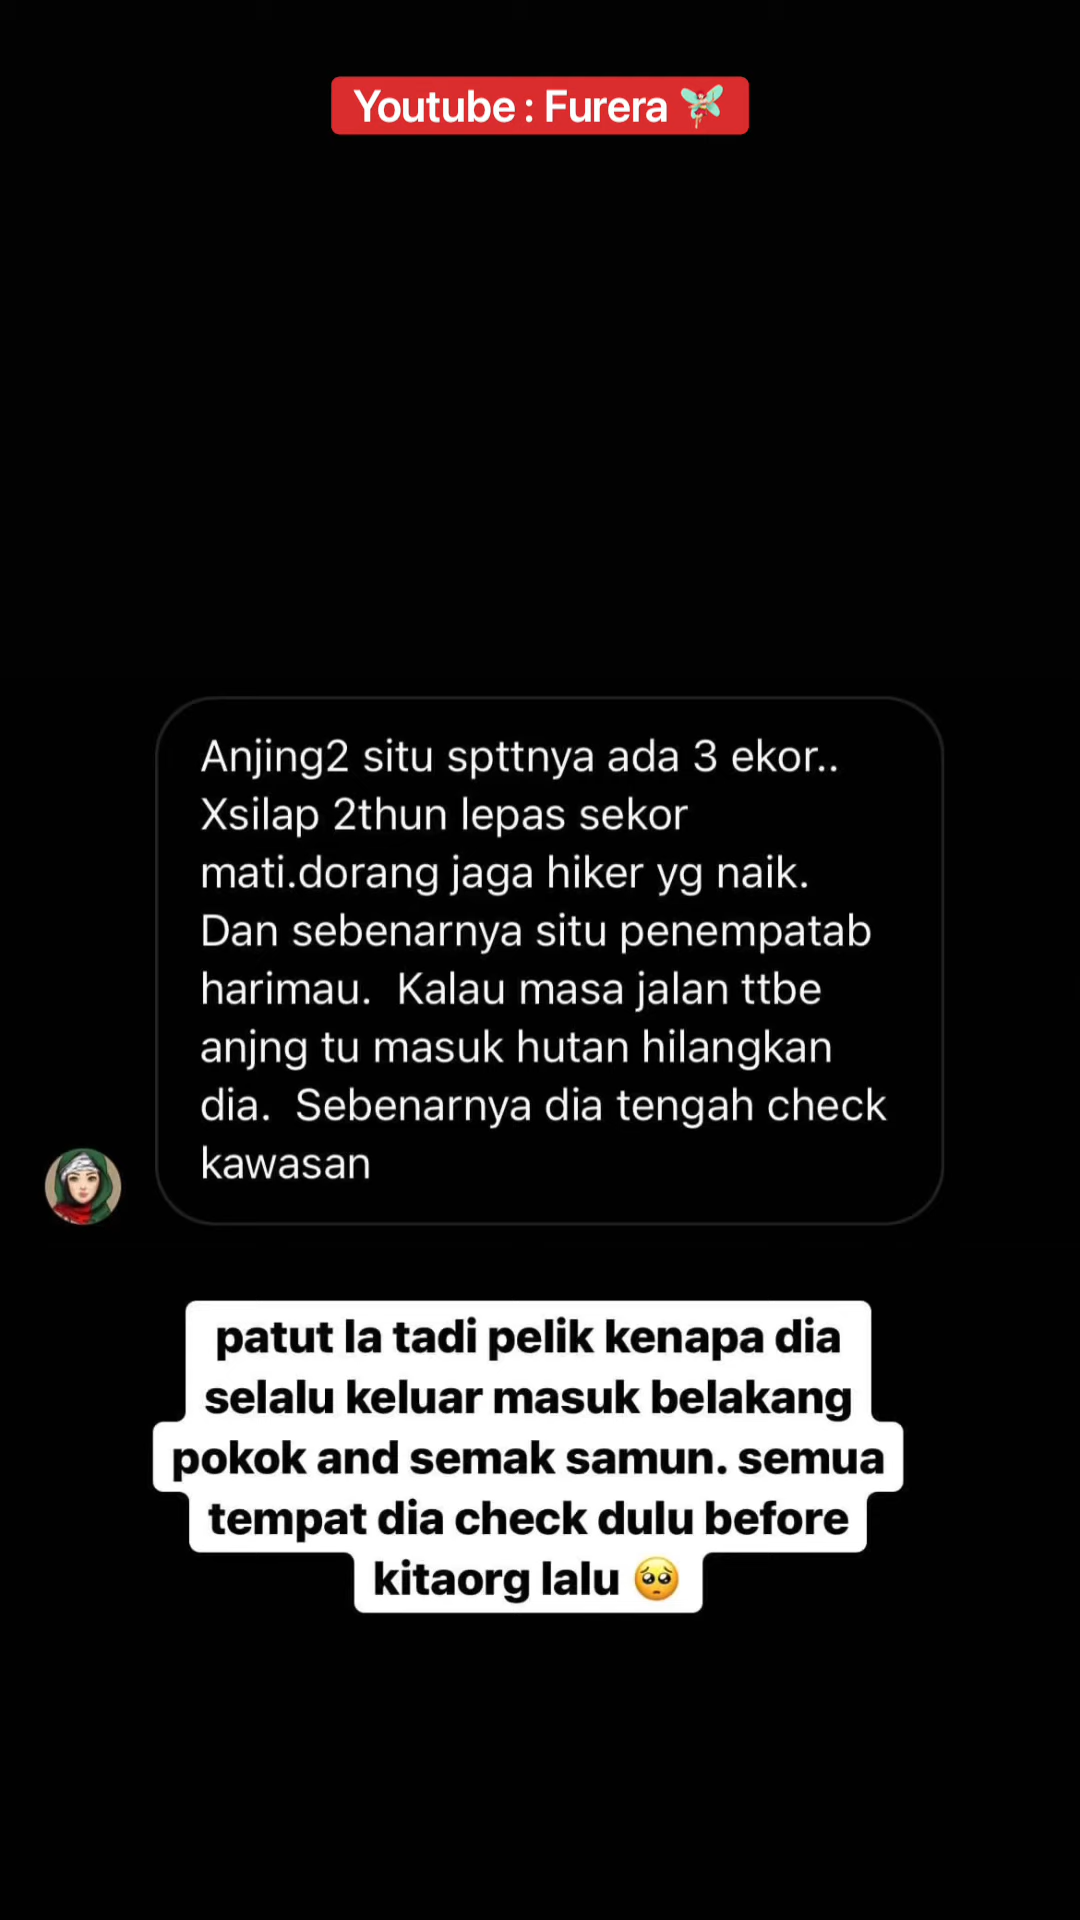 Youtube : Furera 🧚
Anjing2 situ spttnya ada 3 ekor..
Xsilap 2thun lepas sekor
mati.dorang jaga hiker yg naik.
Dan sebenarnya situ penempatab
harimau.  Kalau masa jalan ttbe
anjng tu masuk hutan hilangkan
dia.  Sebenarnya dia tengah check
kawasan
patut la tadi pelik kenapa dia
selalu keluar masuk belakang
pokok and semak samun. semua
tempat dia check dulu before
kitaorg lalu 🥺